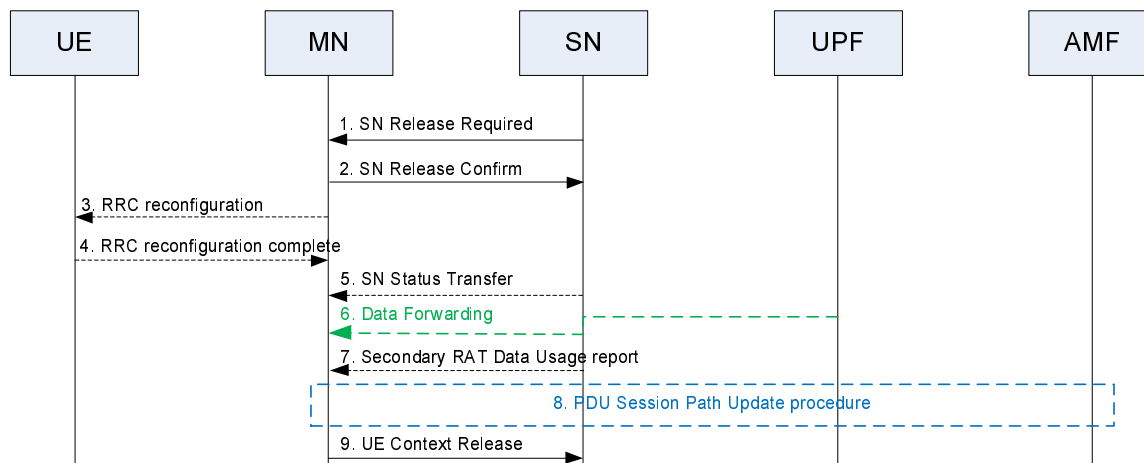 UE MN SN UPF AMF
1. SN Release Required
2. SN Release Confirm
3. RRC reconfiguration
4. RRC reconfiguration complete
5. SN Status Transfer
6. Data Forwarding
7. Secondary RAT Data Usage report
8. PDU Session Path Update procedure
9. UE Context Release